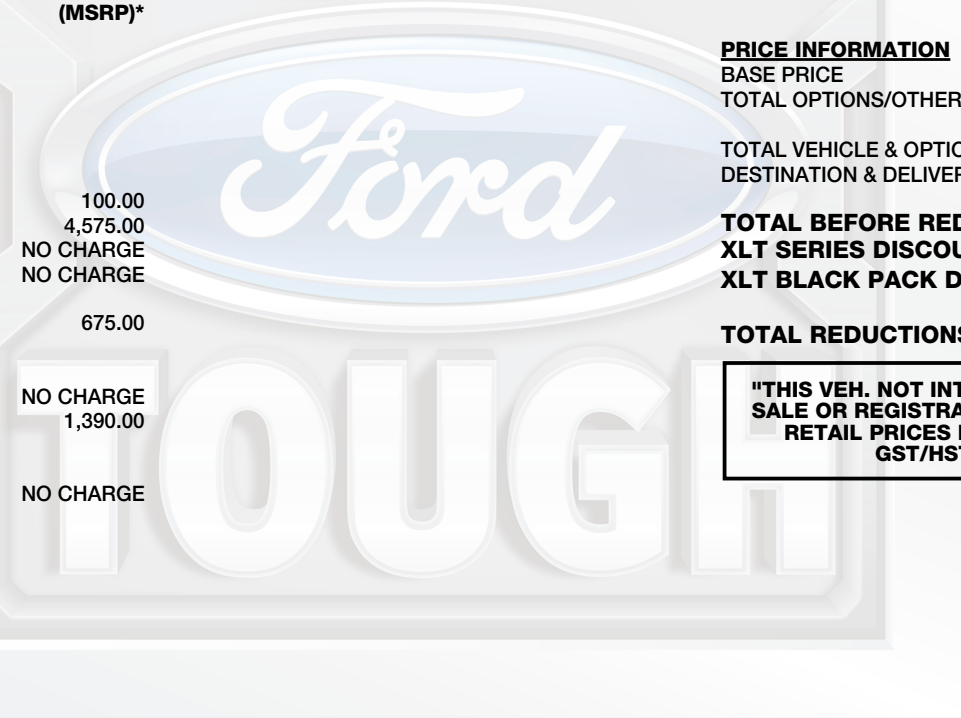 (MSRP)*
100.00
4,575.00
NO CHARGE
NO CHARGE
675.00
NO CHARGE
1,390.00
NO CHARGE
Ford
TOUGH
PRICE INFORMATION
BASE PRICE
TOTAL OPTIONS/OTHER
TOTAL VEHICLE & OPTIO
DESTINATION & DELIVER
TOTAL BEFORE RED
XLT SERIES DISCOU
XLT BLACK PACK D
TOTAL REDUCTIONS
"THIS VEH. NOT INT
SALE OR REGISTRA
RETAIL PRICES
GST/HST